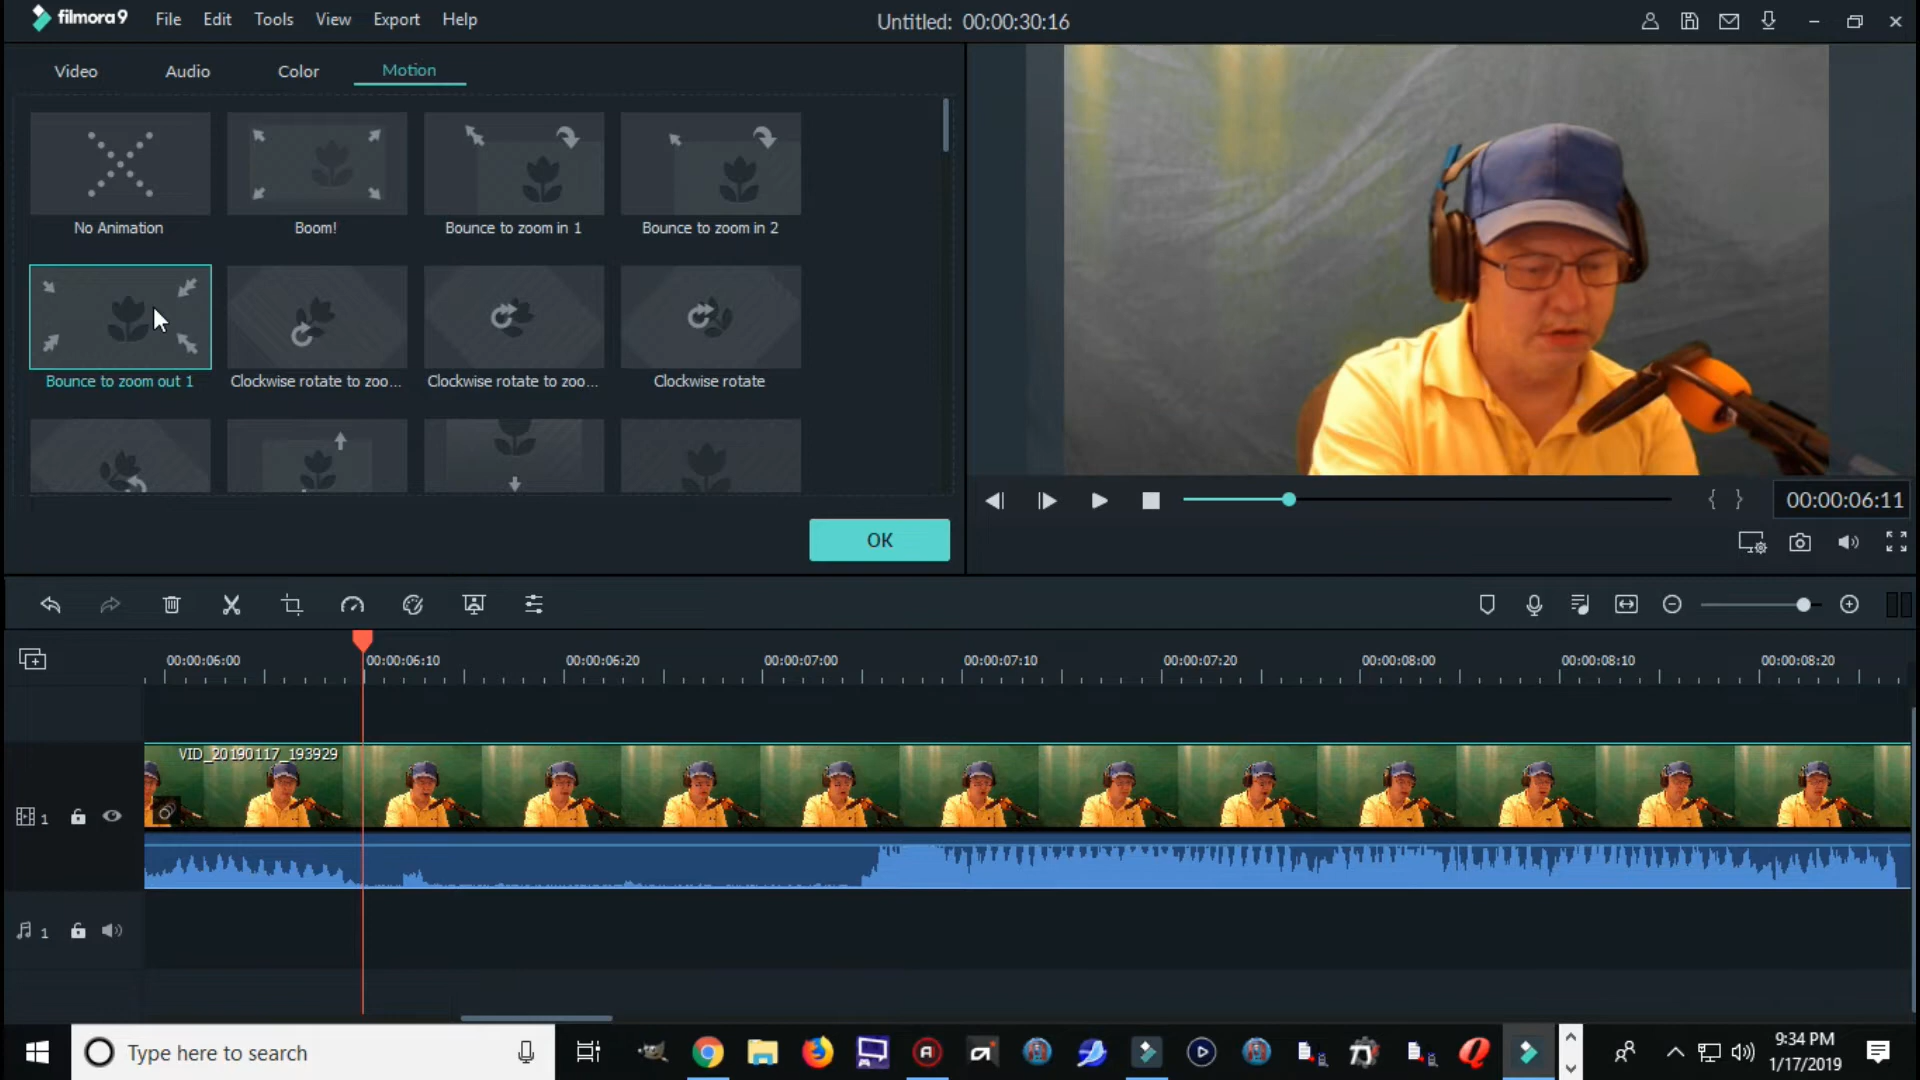 filmora9 File Edit Tools View Export Help Untitled: 00:00:30:16
Video Audio Color Motion
No Animation Boom! Bounce to zoom in 1 Bounce to zoom in 2
Bounce to zoom out 1 Clockwise rotate to zoo... Clockwise rotate to zoo... Clockwise rotate
{ } 00:00:06:11
OK
00:00:06:00 00:00:06:10 00:00:06:20 00:00:07:00 00:00:07:10 00:00:07:20 00:00:08:00 00:00:08:10 00:00:08:20
VID_20190117_193929
1
1
Type here to search
9:34 PM
1/17/2019